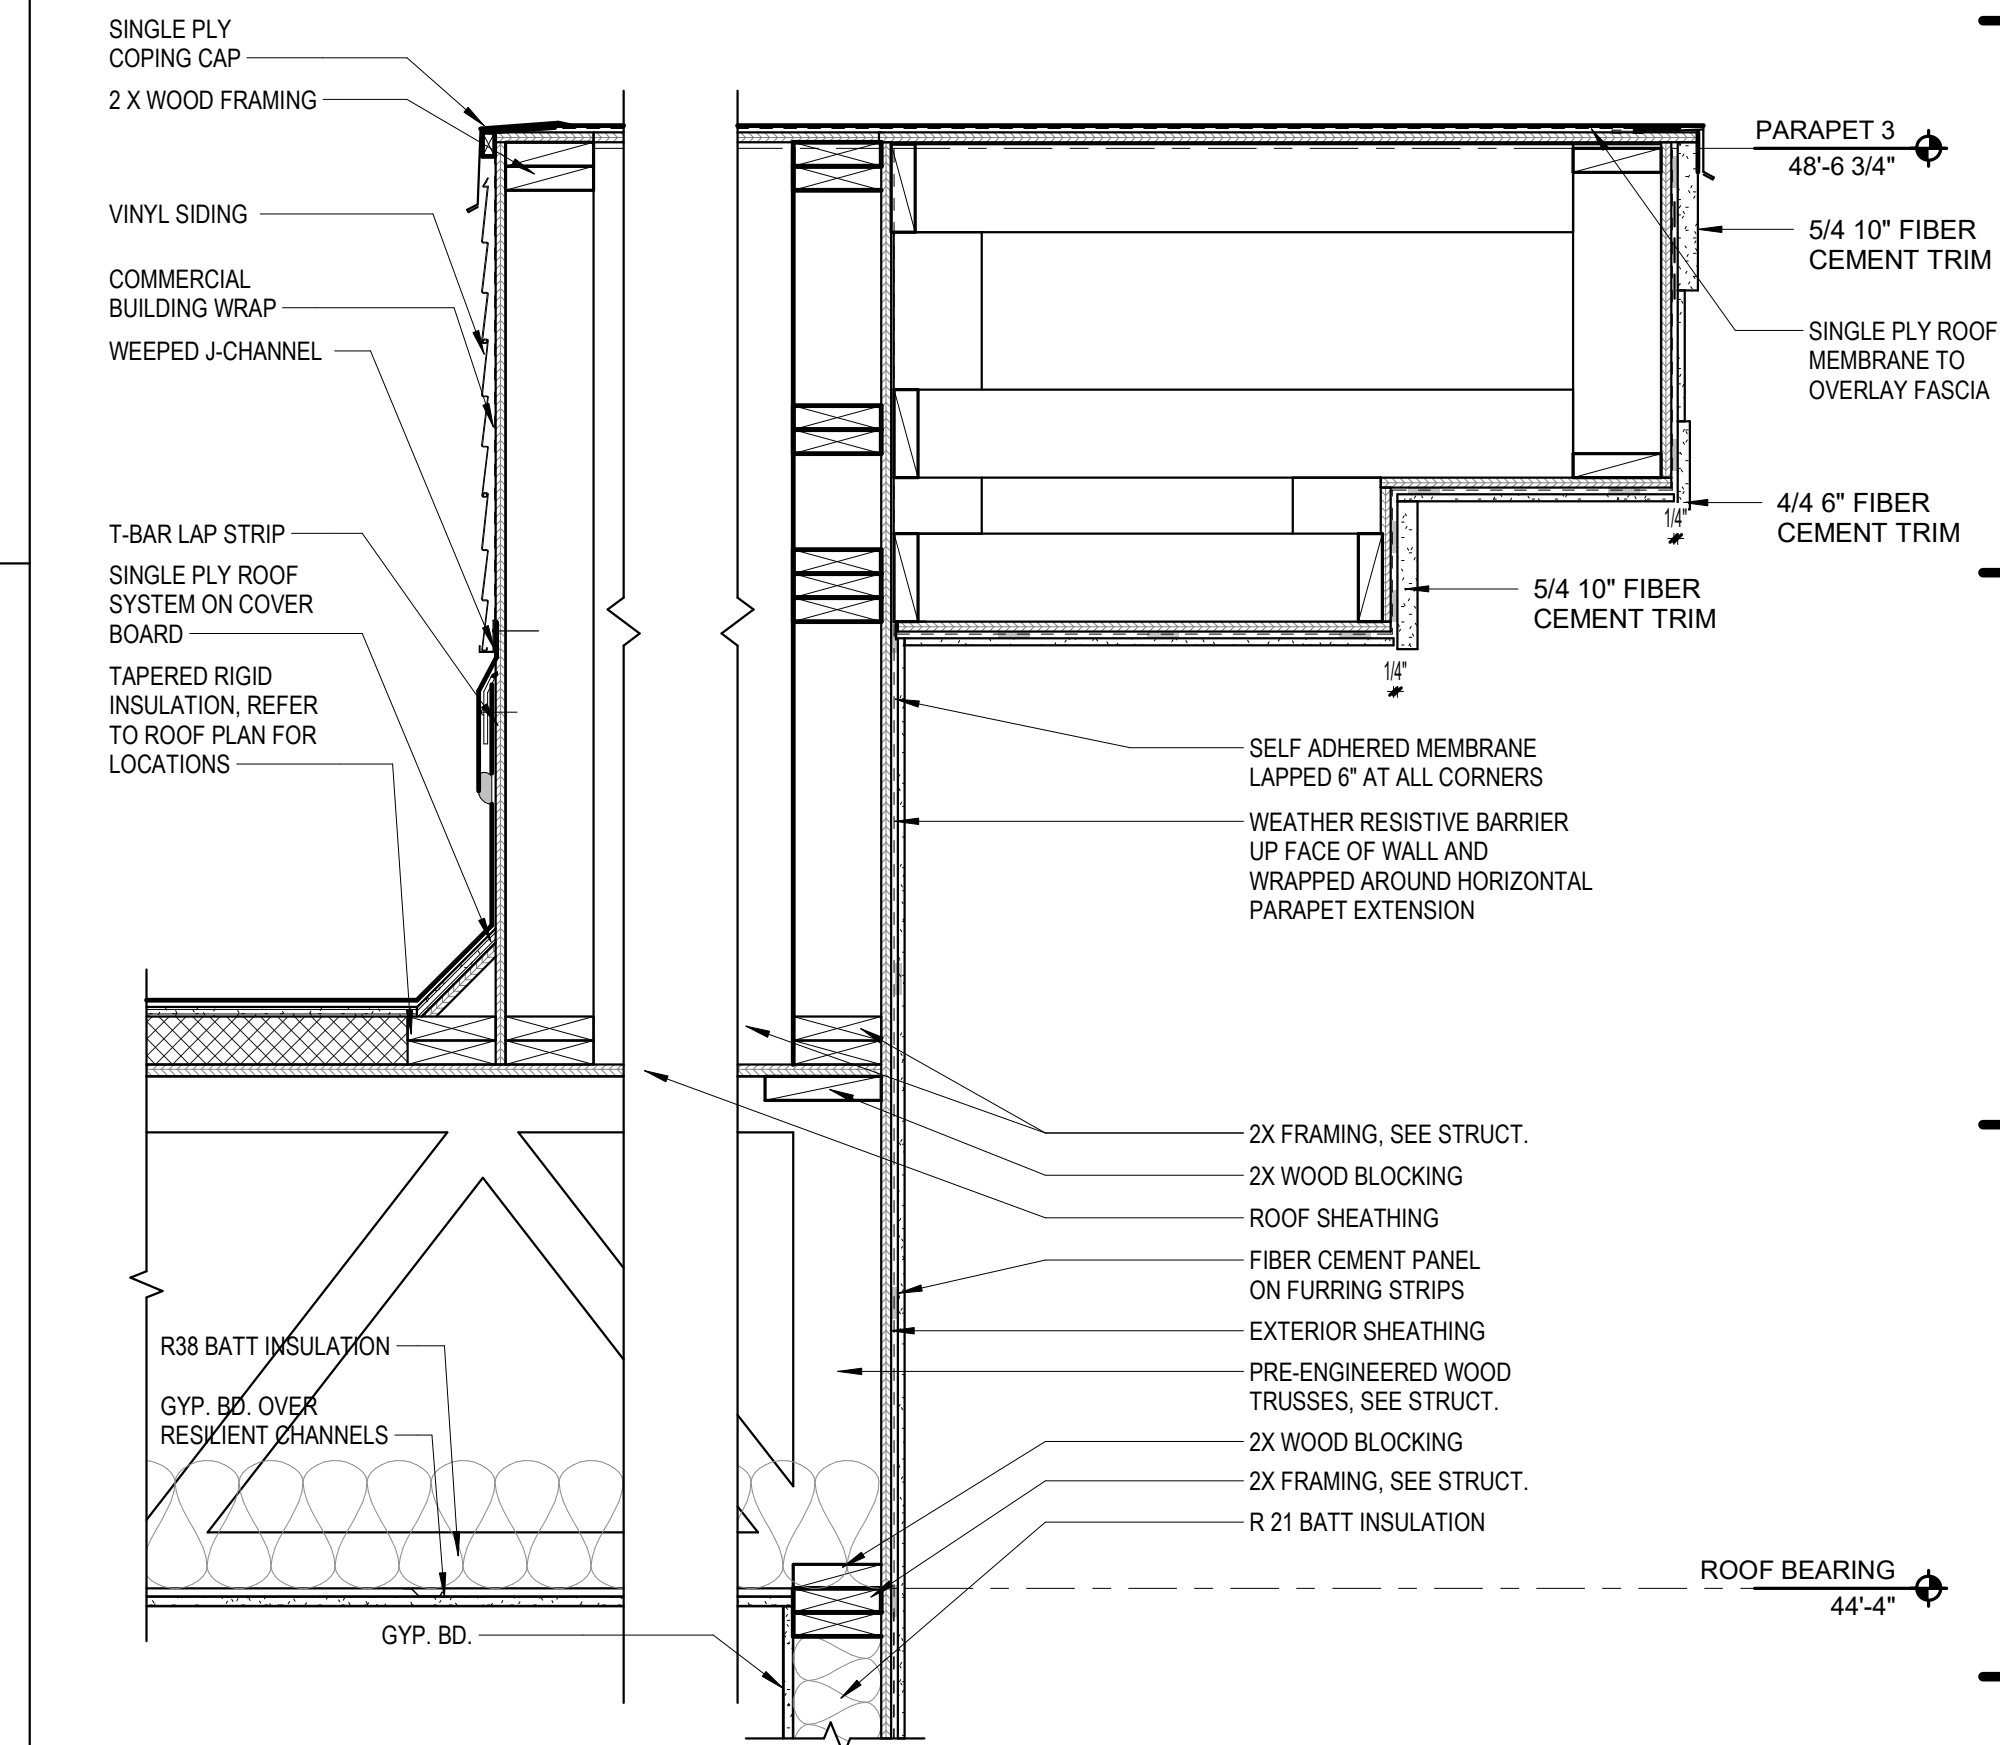 SINGLE PLY
COPING CAP
2 X WOOD FRAMING
VINYL SIDING
COMMERCIAL
BUILDING WRAP
WEEPED J-CHANNEL
T-BAR LAP STRIP
SINGLE PLY ROOF
SYSTEM ON COVER
BOARD
TAPERED RIGID
INSULATION, REFER
TO ROOF PLAN FOR
LOCATIONS
R38 BATT INSULATION
GYP. BD. OVER
RESILIENT CHANNELS
GYP. BD.
PARAPET 3
48'-6 3/4"
5/4 10" FIBER
CEMENT TRIM
SINGLE PLY ROOF
MEMBRANE TO
OVERLAY FASCIA
4/4 6" FIBER
CEMENT TRIM
1/4"
5/4 10" FIBER
CEMENT TRIM
1/4"
SELF ADHERED MEMBRANE
LAPPED 6" AT ALL CORNERS
WEATHER RESISTIVE BARRIER
UP FACE OF WALL AND
WRAPPED AROUND HORIZONTAL
PARAPET EXTENSION
2X FRAMING, SEE STRUCT.
2X WOOD BLOCKING
ROOF SHEATHING
FIBER CEMENT PANEL
ON FURRING STRIPS
EXTERIOR SHEATHING
PRE-ENGINEERED WOOD
TRUSSES, SEE STRUCT.
2X WOOD BLOCKING
2X FRAMING, SEE STRUCT.
R 21 BATT INSULATION
ROOF BEARING
44'-4"